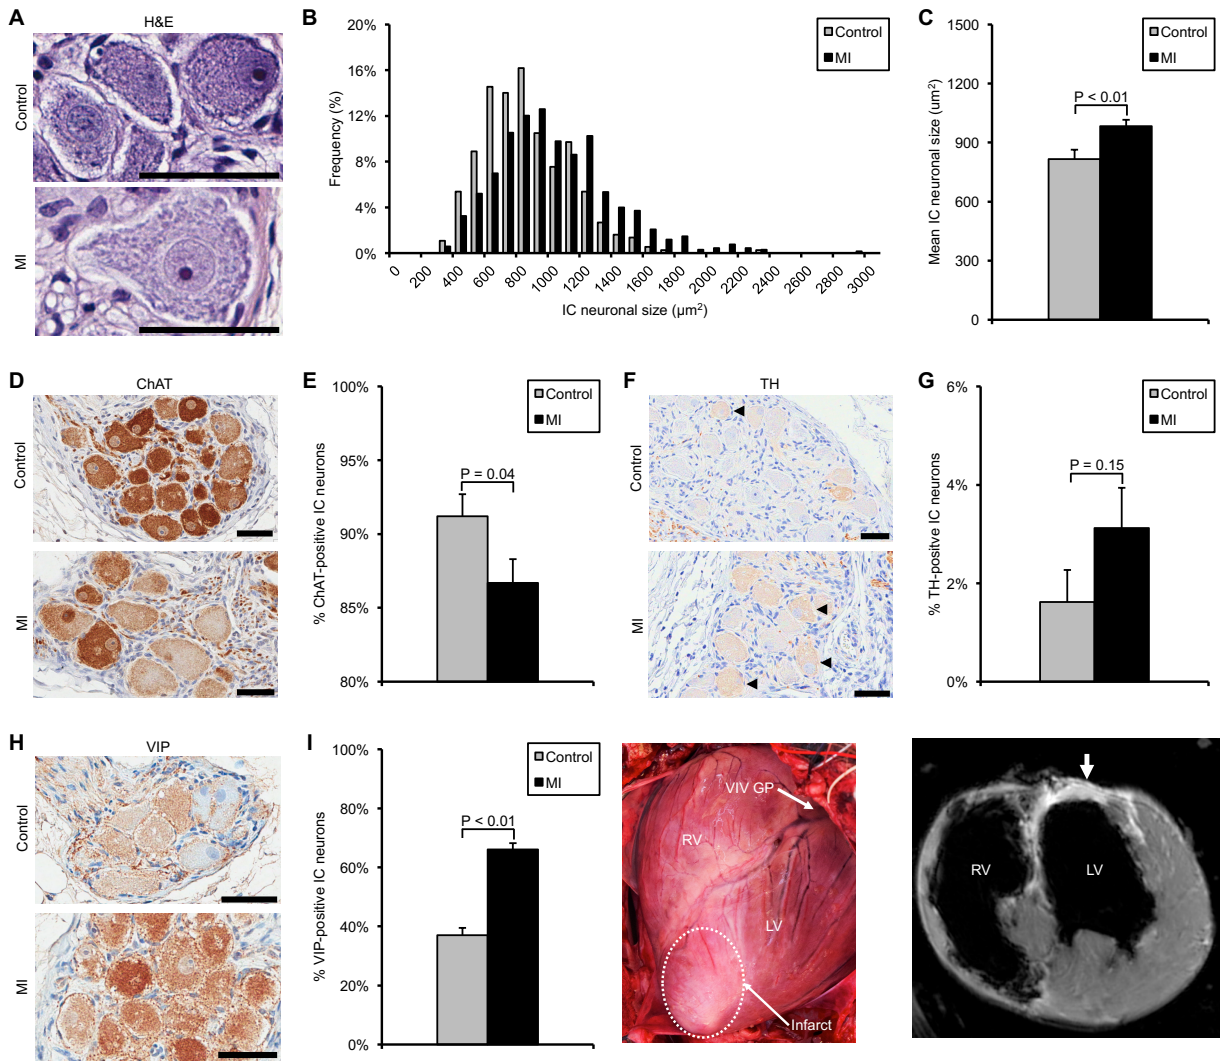 A
H&E
Control
MI
B
20%
16%
12%
8%
4%
0%
Frequency (%)
0
200
400
600
800
1000
1200
1400
1600
1800
2000
2200
2400
2600
2800
3000
IC neuronal size (µm²)
Control
MI
C
1500
1200
900
600
300
0
Mean IC neuronal size (um²)
P < 0.01
Control
MI
D
ChAT
Control
MI
E
100%
95%
90%
85%
80%
% ChAT-positive IC neurons
P = 0.04
Control
MI
F
TH
Control
MI
G
6%
4%
2%
0%
% TH-positve IC neurons
P = 0.15
Control
MI
H
VIP
Control
MI
I
100%
80%
60%
40%
20%
0%
% VIP-positive IC neurons
P < 0.01
Control
MI
VIV GP
RV
LV
Infarct
RV
LV